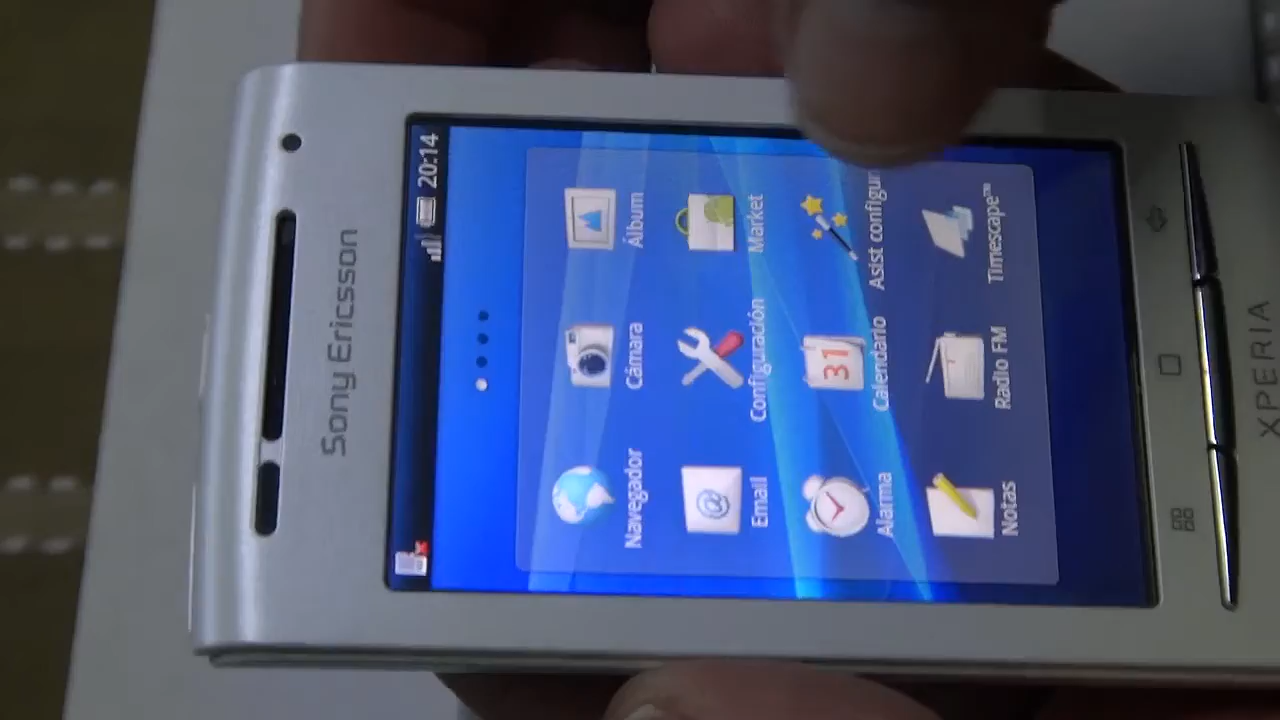 20:14
Sony Ericsson
Navegador
Cámara
Álbum
@
Email
Configuración
Market
Alarma
31
Calendario
Asist configur
Notas
Radio FM
Timescape™
XPERIA